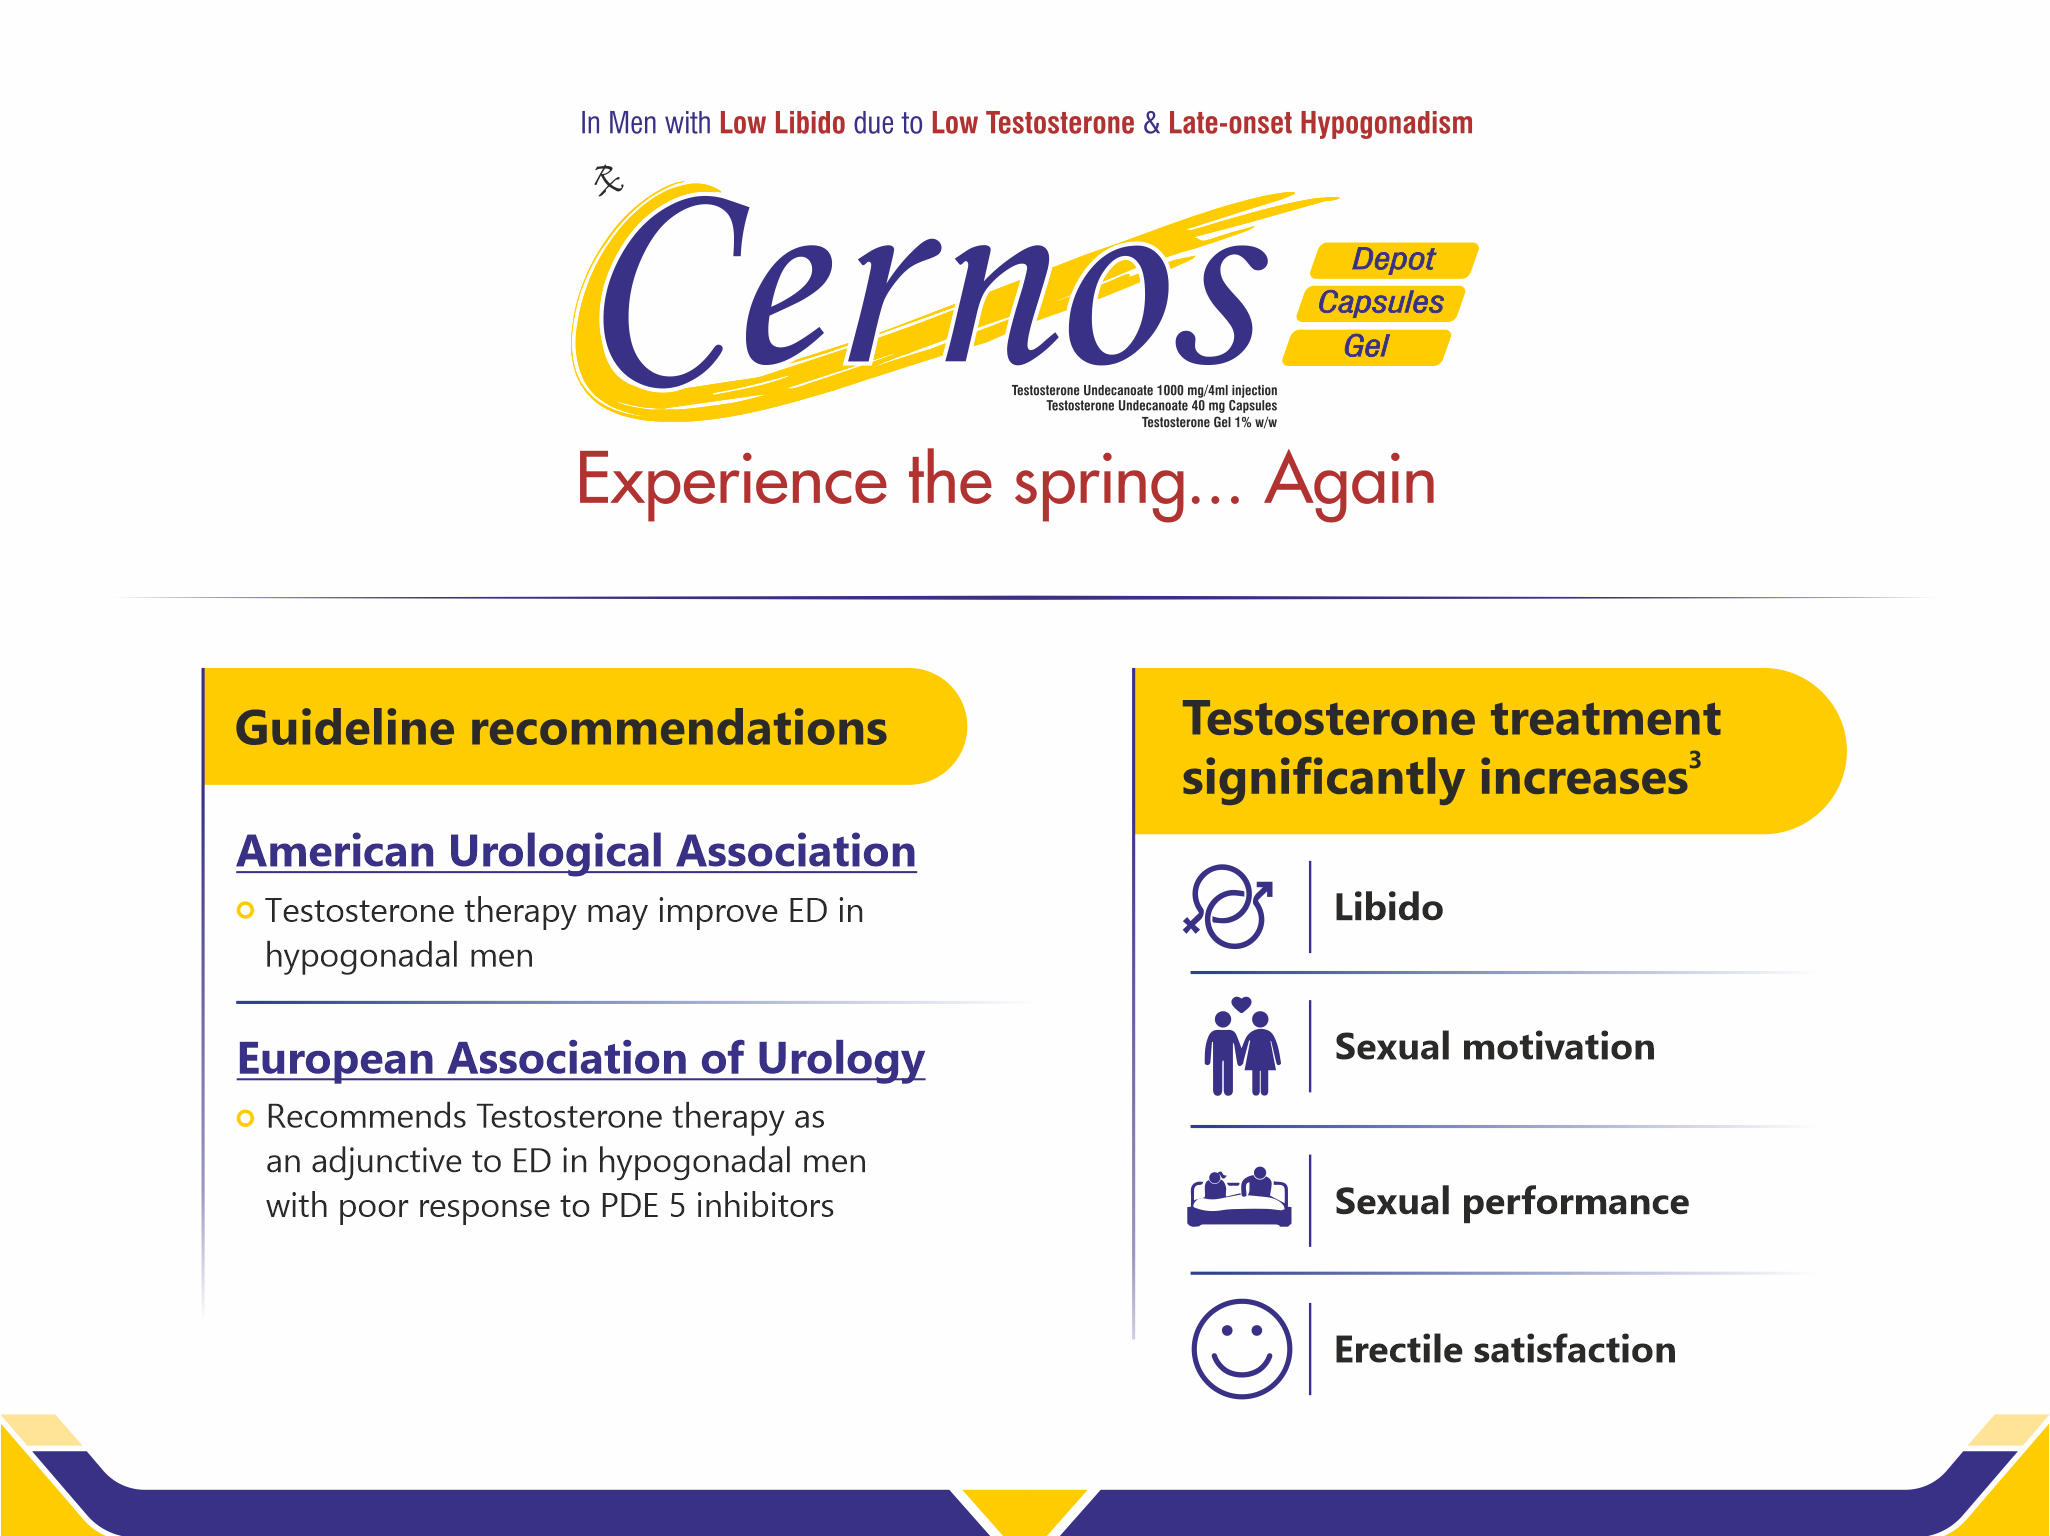 In Men with Low Libido due to Low Testosterone & Late-onset Hypogonadism
Rx
Cernos
Depot
Capsules
Gel
Testosterone Undecanoate 1000 mg/4ml injection
Testosterone Undecanoate 40 mg Capsules
Testosterone Gel 1% w/w
Experience the spring... Again
Guideline recommendations
American Urological Association
Testosterone therapy may improve ED in
hypogonadal men
European Association of Urology
Recommends Testosterone therapy as
an adjunctive to ED in hypogonadal men
with poor response to PDE 5 inhibitors
Testosterone treatment
significantly increases³
Libido
Sexual motivation
Sexual performance
Erectile satisfaction